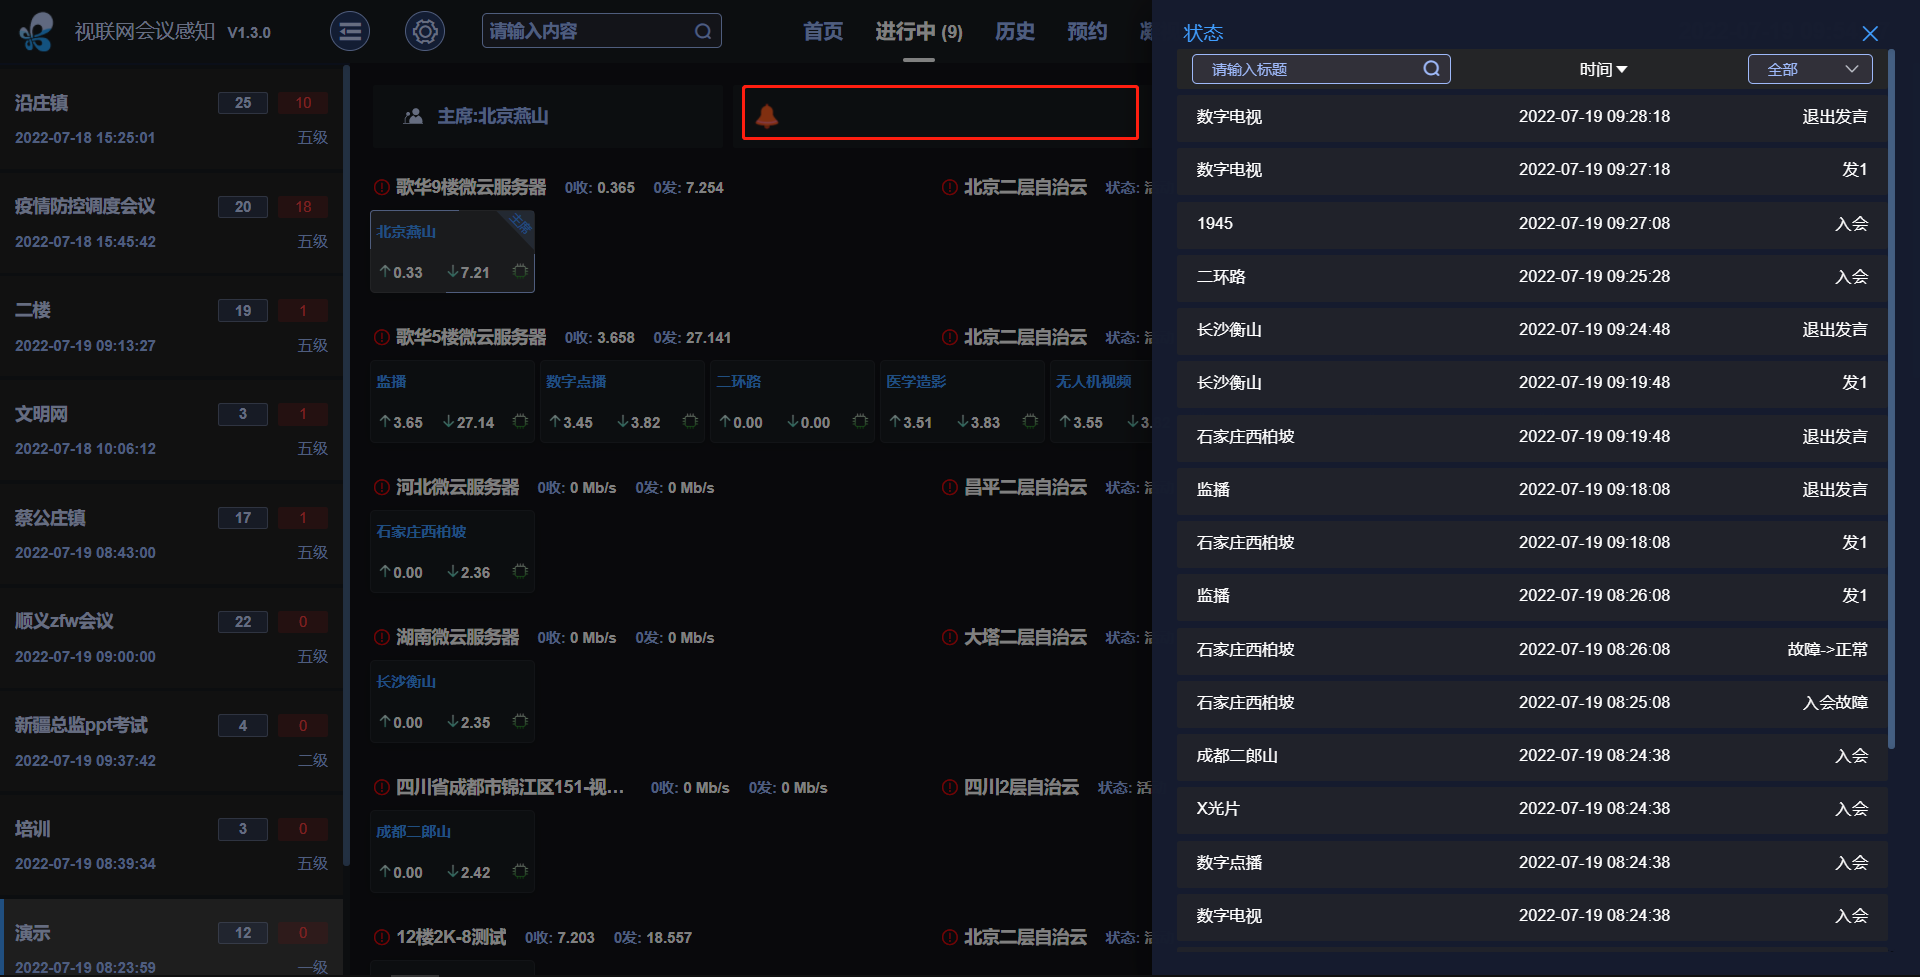 视联网会议感知 V1.3.0
请输入内容
首页 进行中 (9) 历史 预约
沿庄镇 25 10
2022-07-18 15:25:01 五级
疫情防控调度会议 20 18
2022-07-18 15:45:42 五级
二楼 19 1
2022-07-19 09:13:27 五级
文明网 3 1
2022-07-18 10:06:12 五级
蔡公庄镇 17 1
2022-07-19 08:43:00 五级
顺义zfw会议 22 0
2022-07-19 09:00:00 五级
新疆总监ppt考试 4 0
2022-07-19 09:37:42 二级
培训 3 0
2022-07-19 08:39:34 五级
演示 12 0
2022-07-19 08:23:59 一级
主席:北京燕山
歌华9楼微云服务器 0收: 0.365 0发: 7.254 北京二层自治云 状态: 活
北京燕山 主席
↑0.33 ↓7.21
歌华5楼微云服务器 0收: 3.658 0发: 27.141 北京二层自治云 状态: 活
监播 数字点播 二环路 医学造影 无人机视频
↑3.65 ↓27.14 ↑3.45 ↓3.82 ↑0.00 ↓0.00 ↑3.51 ↓3.83 ↑3.55 ↓3.
河北微云服务器 0收: 0 Mb/s 0发: 0 Mb/s 昌平二层自治云 状态: 活
石家庄西柏坡
↑0.00 ↓2.36
湖南微云服务器 0收: 0 Mb/s 0发: 0 Mb/s 大塔二层自治云 状态: 活
长沙衡山
↑0.00 ↓2.35
四川省成都市锦江区151-视... 0收: 0 Mb/s 0发: 0 Mb/s 四川2层自治云 状态: 活
成都二郎山
↑0.00 ↓2.42
12楼2K-8测试 0收: 7.203 0发: 18.557 北京二层自治云 状态: 活
状态
请输入标题 时间 全部
数字电视 2022-07-19 09:28:18 退出发言
数字电视 2022-07-19 09:27:18 发1
1945 2022-07-19 09:27:08 入会
二环路 2022-07-19 09:25:28 入会
长沙衡山 2022-07-19 09:24:48 退出发言
长沙衡山 2022-07-19 09:19:48 发1
石家庄西柏坡 2022-07-19 09:19:48 退出发言
监播 2022-07-19 09:18:08 退出发言
石家庄西柏坡 2022-07-19 09:18:08 发1
监播 2022-07-19 08:26:08 发1
石家庄西柏坡 2022-07-19 08:26:08 故障->正常
石家庄西柏坡 2022-07-19 08:25:08 入会故障
成都二郎山 2022-07-19 08:24:38 入会
X光片 2022-07-19 08:24:38 入会
数字点播 2022-07-19 08:24:38 入会
数字电视 2022-07-19 08:24:38 入会